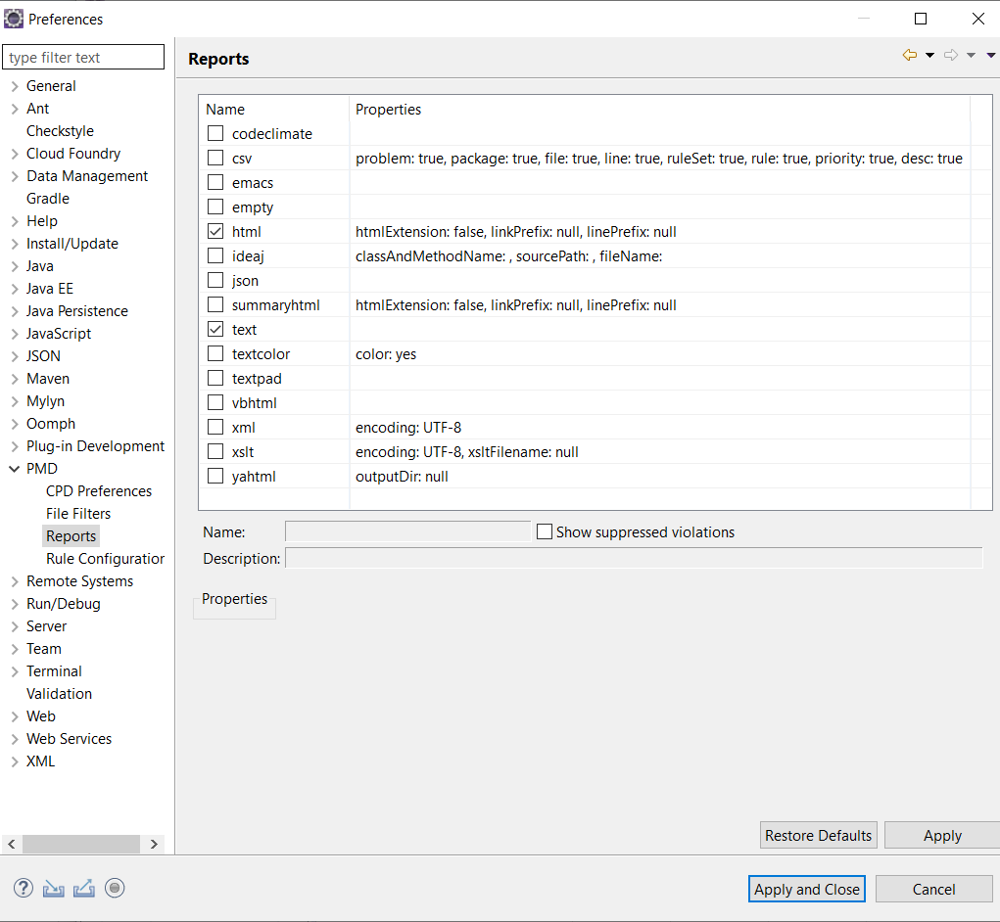 Preferences
type filter text
General
Ant
Checkstyle
Cloud Foundry
Data Management
Gradle
Help
Install/Update
Java
Java EE
Java Persistence
JavaScript
JSON
Maven
Mylyn
Oomph
Plug-in Development
PMD
CPD Preferences
File Filters
Reports
Rule Configuration
Remote Systems
Run/Debug
Server
Team
Terminal
Validation
Web
Web Services
XML
Reports
Name Properties
codeclimate
csv problem: true, package: true, file: true, line: true, ruleSet: true, rule: true, priority: true, desc: true
emacs
empty
html htmlExtension: false, linkPrefix: null, linePrefix: null
ideaj classAndMethodName: , sourcePath: , fileName:
json
summaryhtml htmlExtension: false, linkPrefix: null, linePrefix: null
text
textcolor color: yes
textpad
vbhtml
xml encoding: UTF-8
xslt encoding: UTF-8, xsltFilename: null
yahtml outputDir: null
Name: Show suppressed violations
Description:
Properties
Restore Defaults Apply
Apply and Close Cancel